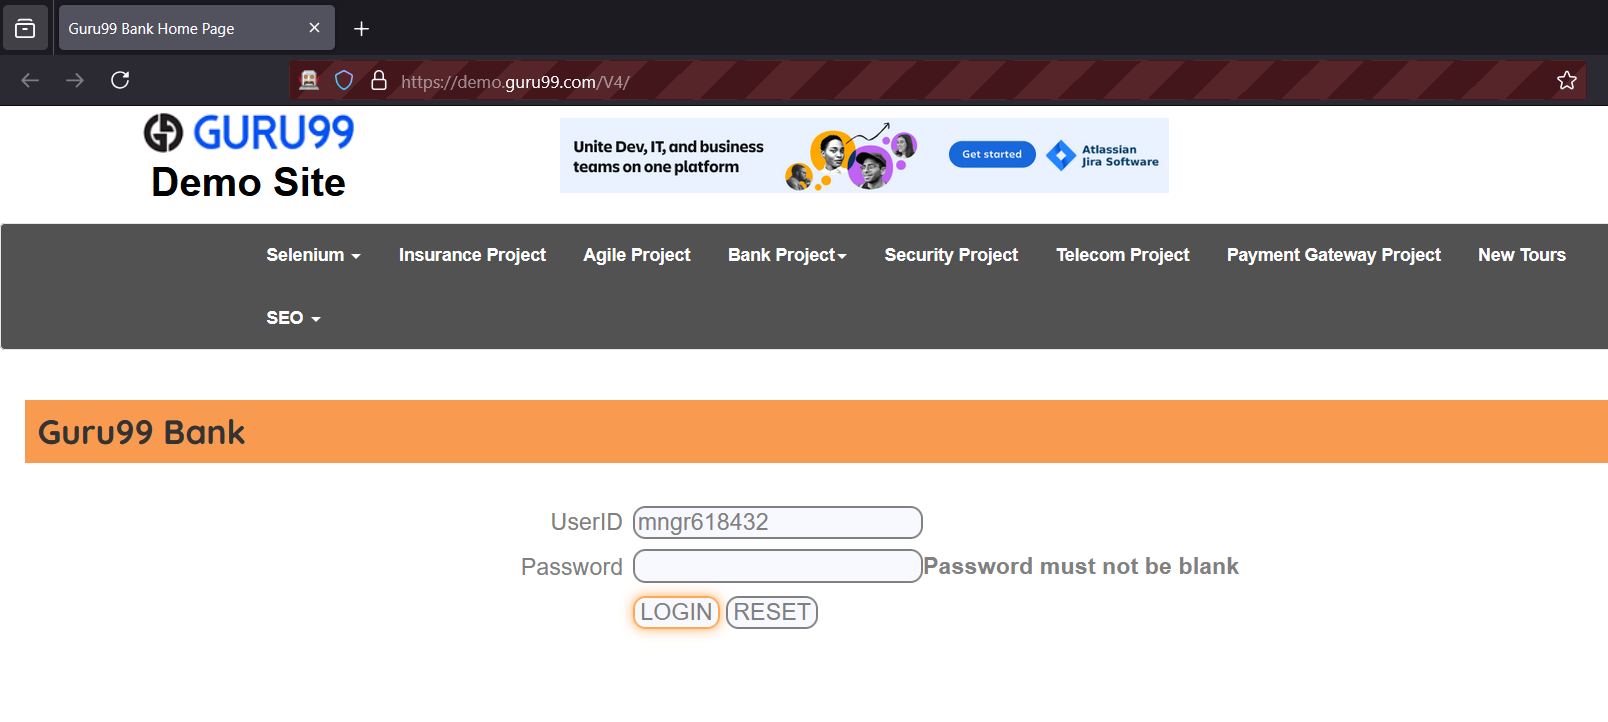 Guru99 Bank Home Page
https://demo.guru99.com/V4/
GURU99
Demo Site
Unite Dev, IT, and business
teams on one platform
Get started
Atlassian
Jira Software
Selenium Insurance Project Agile Project Bank Project Security Project Telecom Project Payment Gateway Project New Tours
SEO
Guru99 Bank
UserID mngr618432
Password Password must not be blank
LOGIN RESET